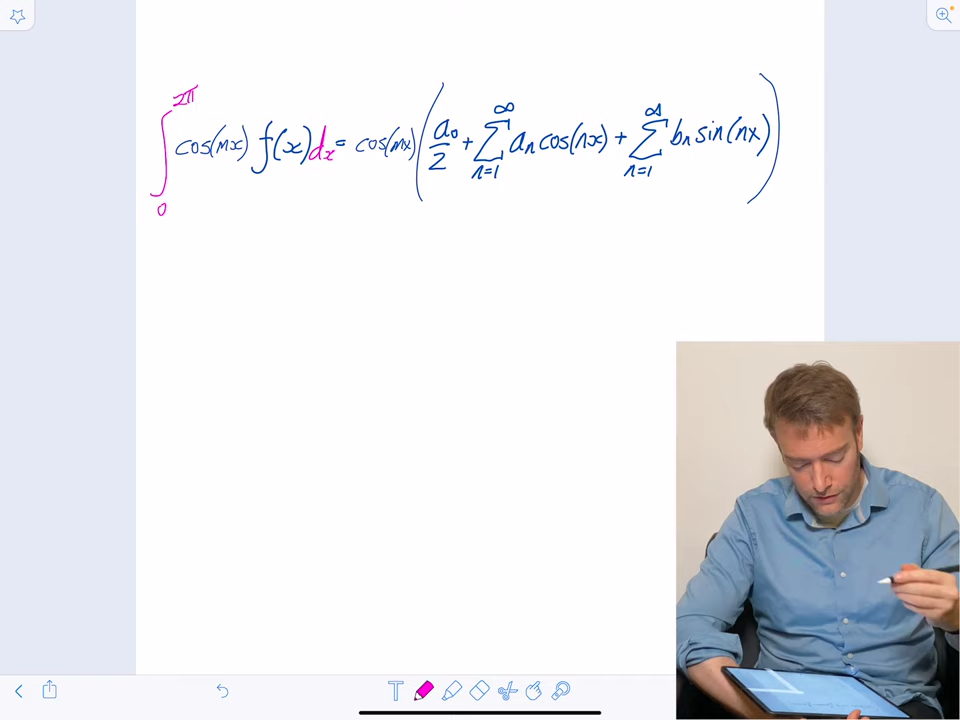 ∫₀^{2π} cos(mx) f(x) dx = cos(mx) ( a₀/2 + ∑_{n=1}^{∞} aₙ cos(nx) + ∑_{n=1}^{∞} bₙ sin(nx) )
T